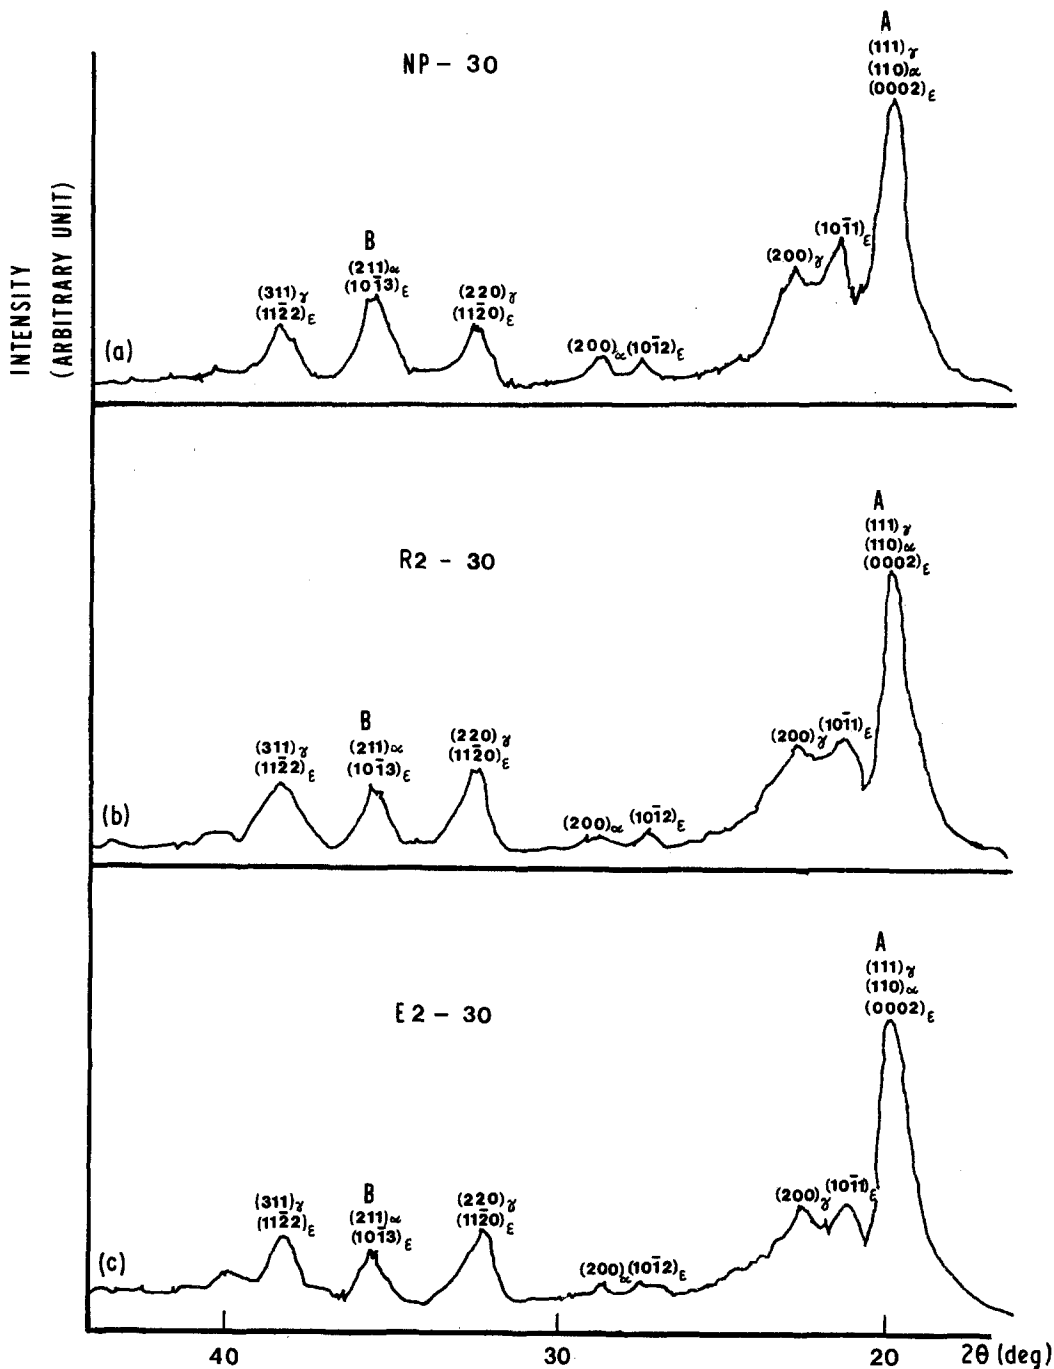 INTENSITY
(ARBITRARY UNIT)
NP – 30
A
(111)γ
(110)α
(0002)ε
(101̄1)ε
(200)γ
B
(211)α
(101̄3)ε
(311)γ
(112̄2)ε
(220)γ
(112̄0)ε
(200)α (101̄2)ε
(a)
R2 – 30
A
(111)γ
(110)α
(0002)ε
(200)γ (101̄1)ε
B
(211)α
(101̄3)ε
(311)γ
(112̄2)ε
(220)γ
(112̄0)ε
(200)α (101̄2)ε
(b)
E2 – 30
A
(111)γ
(110)α
(0002)ε
(200)γ (101̄1)ε
B
(211)α
(101̄3)ε
(311)γ
(112̄2)ε
(220)γ
(112̄0)ε
(200)α (101̄2)ε
(c)
40 30 20 2θ (deg)